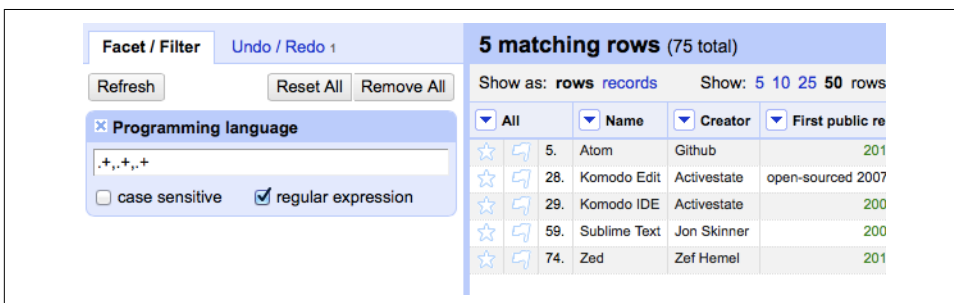 Facet / Filter Undo / Redo 1
Refresh Reset All Remove All
Programming language
.+,.+,.+
case sensitive regular expression
5 matching rows (75 total)
Show as: rows records Show: 5 10 25 50 rows
All Name Creator First public re
5. Atom Github 201
28. Komodo Edit Activestate open-sourced 2007
29. Komodo IDE Activestate 200
59. Sublime Text Jon Skinner 200
74. Zed Zef Hemel 201